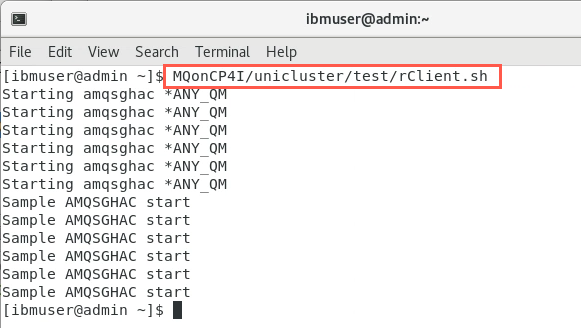 ibmuser@admin:~
File Edit View Search Terminal Help
[ibmuser@admin ~]$ MQonCP4I/unicluster/test/rClient.sh
Starting amqsghac *ANY_QM
Starting amqsghac *ANY_QM
Starting amqsghac *ANY_QM
Starting amqsghac *ANY_QM
Starting amqsghac *ANY_QM
Starting amqsghac *ANY_QM
Sample AMQSGHAC start
Sample AMQSGHAC start
Sample AMQSGHAC start
Sample AMQSGHAC start
Sample AMQSGHAC start
Sample AMQSGHAC start
[ibmuser@admin ~]$